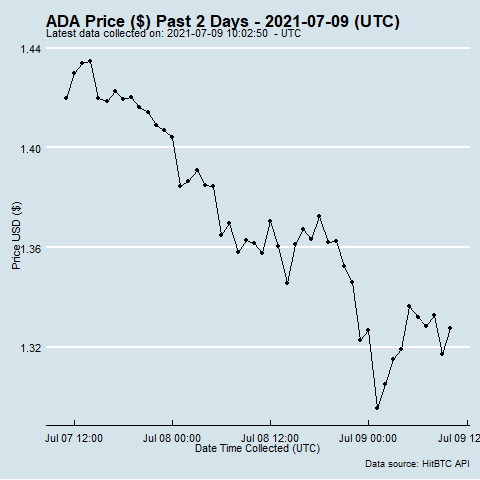 ADA Price ($) Past 2 Days - 2021-07-09 (UTC)
Latest data collected on: 2021-07-09 10:02:50  - UTC
1.44
1.40
1.36
1.32
Price USD ($)
Jul 07 12:00 Jul 08 00:00 Jul 08 12:00 Jul 09 00:00 Jul 09 12
Date Time Collected (UTC)
Data source: HitBTC API